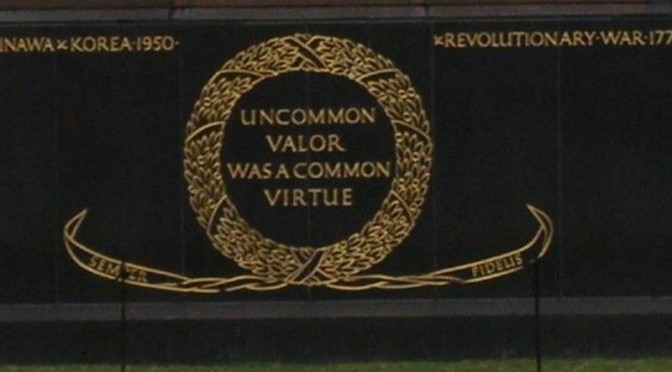 INAWA★KOREA·1950·
★REVOLUTIONARY·WAR·177
UNCOMMON
VALOR
WAS A COMMON
VIRTUE
SEMPER
FIDELIS